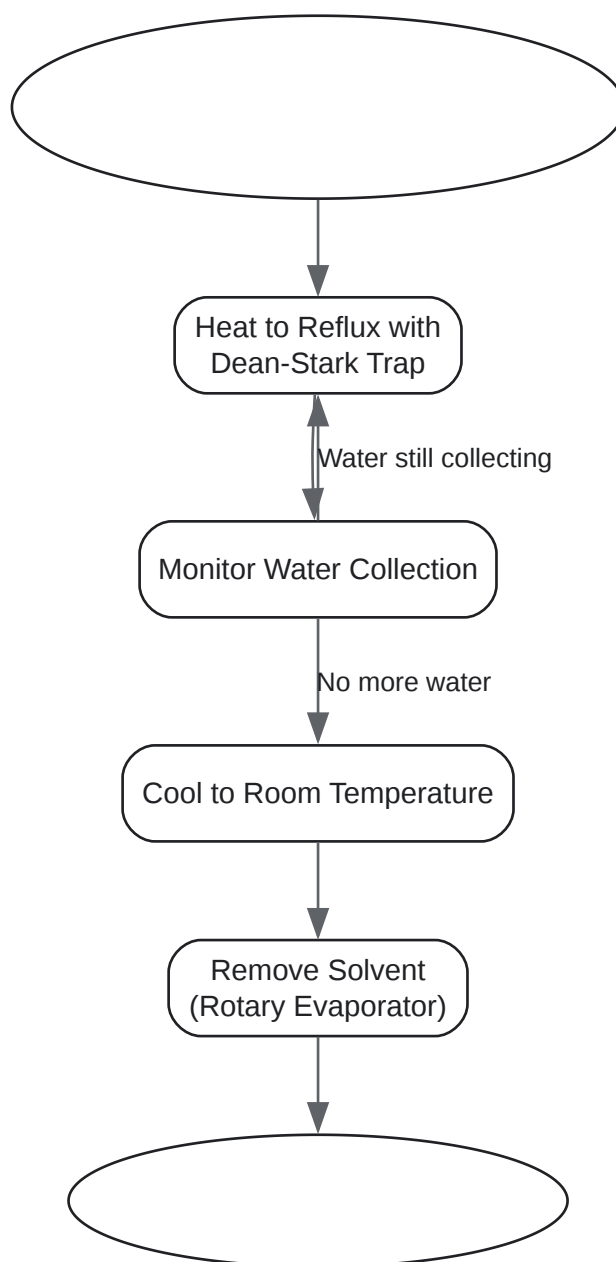 Heat to Reflux with
Dean-Stark Trap
Water still collecting
Monitor Water Collection
No more water
Cool to Room Temperature
Remove Solvent
(Rotary Evaporator)